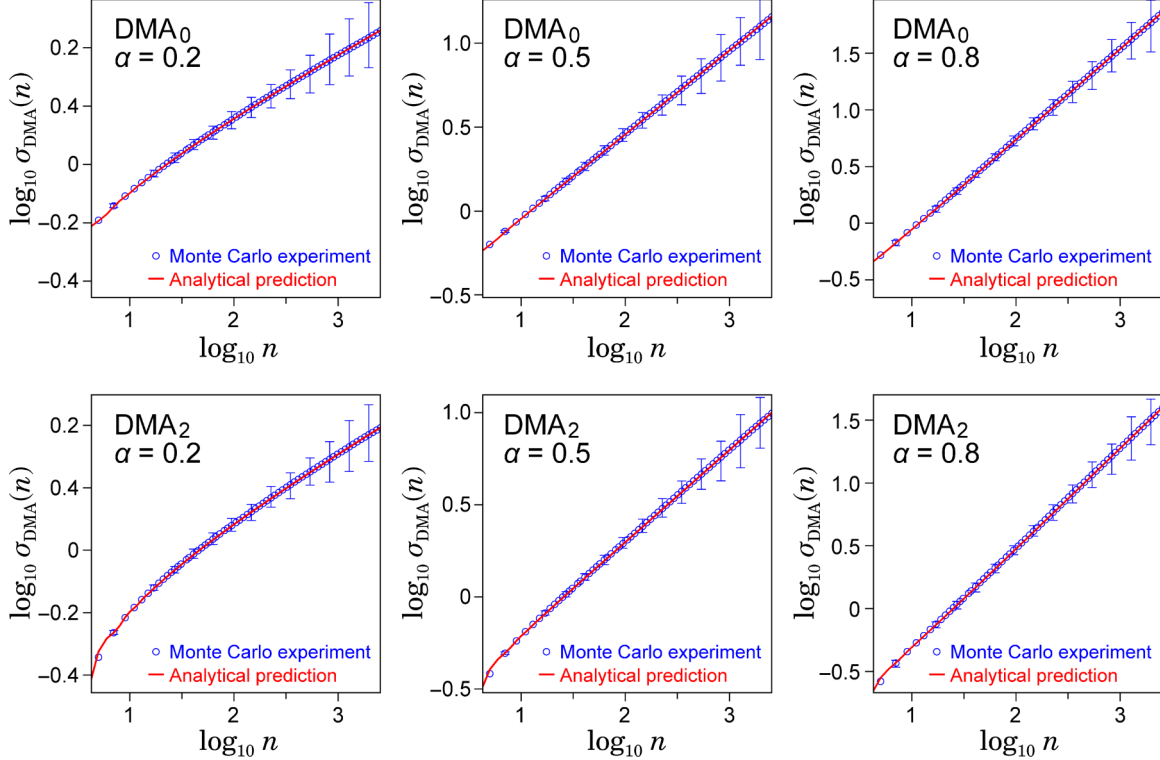 DMA0
α = 0.2
0.2
0.4
0
−0.2
−0.4
log10 σDMA(n)
Monte Carlo experiment
Analytical prediction
1 2 3
log10 n
DMA0
α = 0.5
1.0
0.5
0
−0.5
log10 σDMA(n)
Monte Carlo experiment
Analytical prediction
1 2 3
log10 n
DMA0
α = 0.8
1.5
1.0
0.5
0
−0.5
log10 σDMA(n)
Monte Carlo experiment
Analytical prediction
1 2 3
log10 n
DMA2
α = 0.2
0.2
0.4
0
−0.2
−0.4
log10 σDMA(n)
Monte Carlo experiment
Analytical prediction
1 2 3
log10 n
DMA2
α = 0.5
1.0
0.5
0
−0.5
log10 σDMA(n)
Monte Carlo experiment
Analytical prediction
1 2 3
log10 n
DMA2
α = 0.8
1.5
1.0
0.5
0
−0.5
log10 σDMA(n)
Monte Carlo experiment
Analytical prediction
1 2 3
log10 n